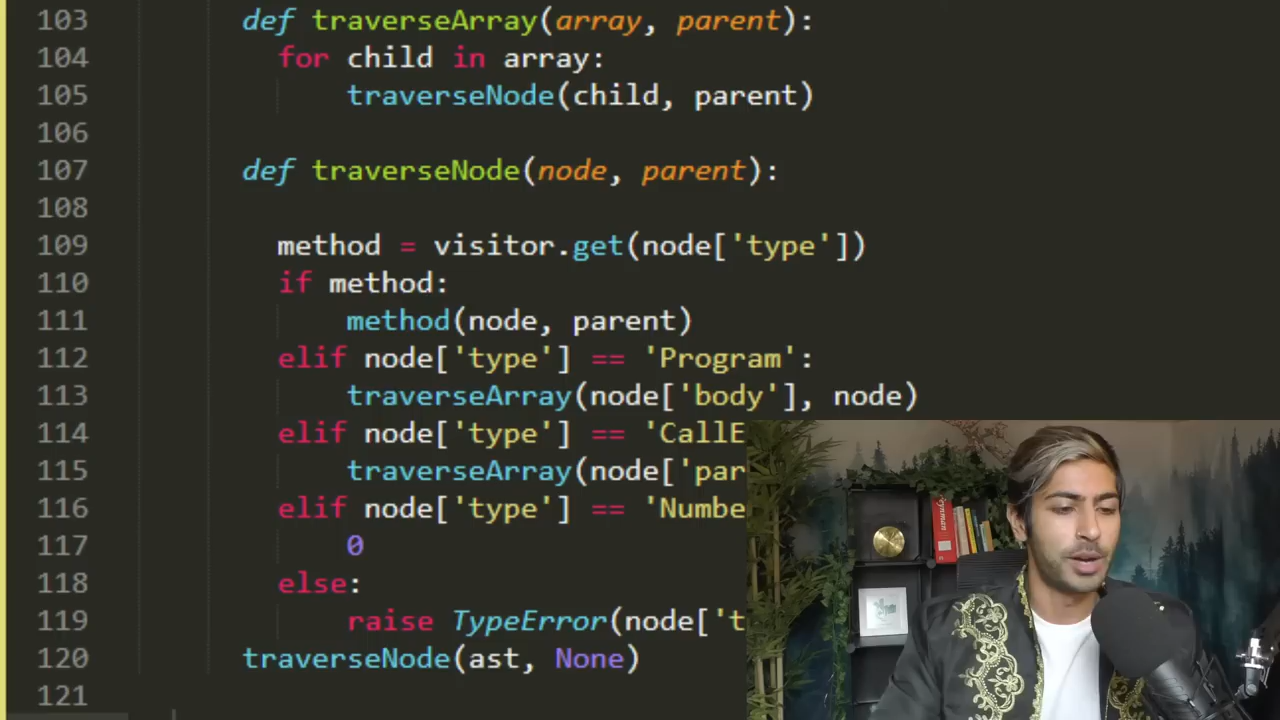 103 def traverseArray(array, parent):
104 for child in array:
105 traverseNode(child, parent)
106
107 def traverseNode(node, parent):
108
109 method = visitor.get(node['type'])
110 if method:
111 method(node, parent)
112 elif node['type'] == 'Program':
113 traverseArray(node['body'], node)
114 elif node['type'] == 'CallE
115 traverseArray(node['par
116 elif node['type'] == 'Numbe
117 0
118 else:
119 raise TypeError(node['t
120 traverseNode(ast, None)
121